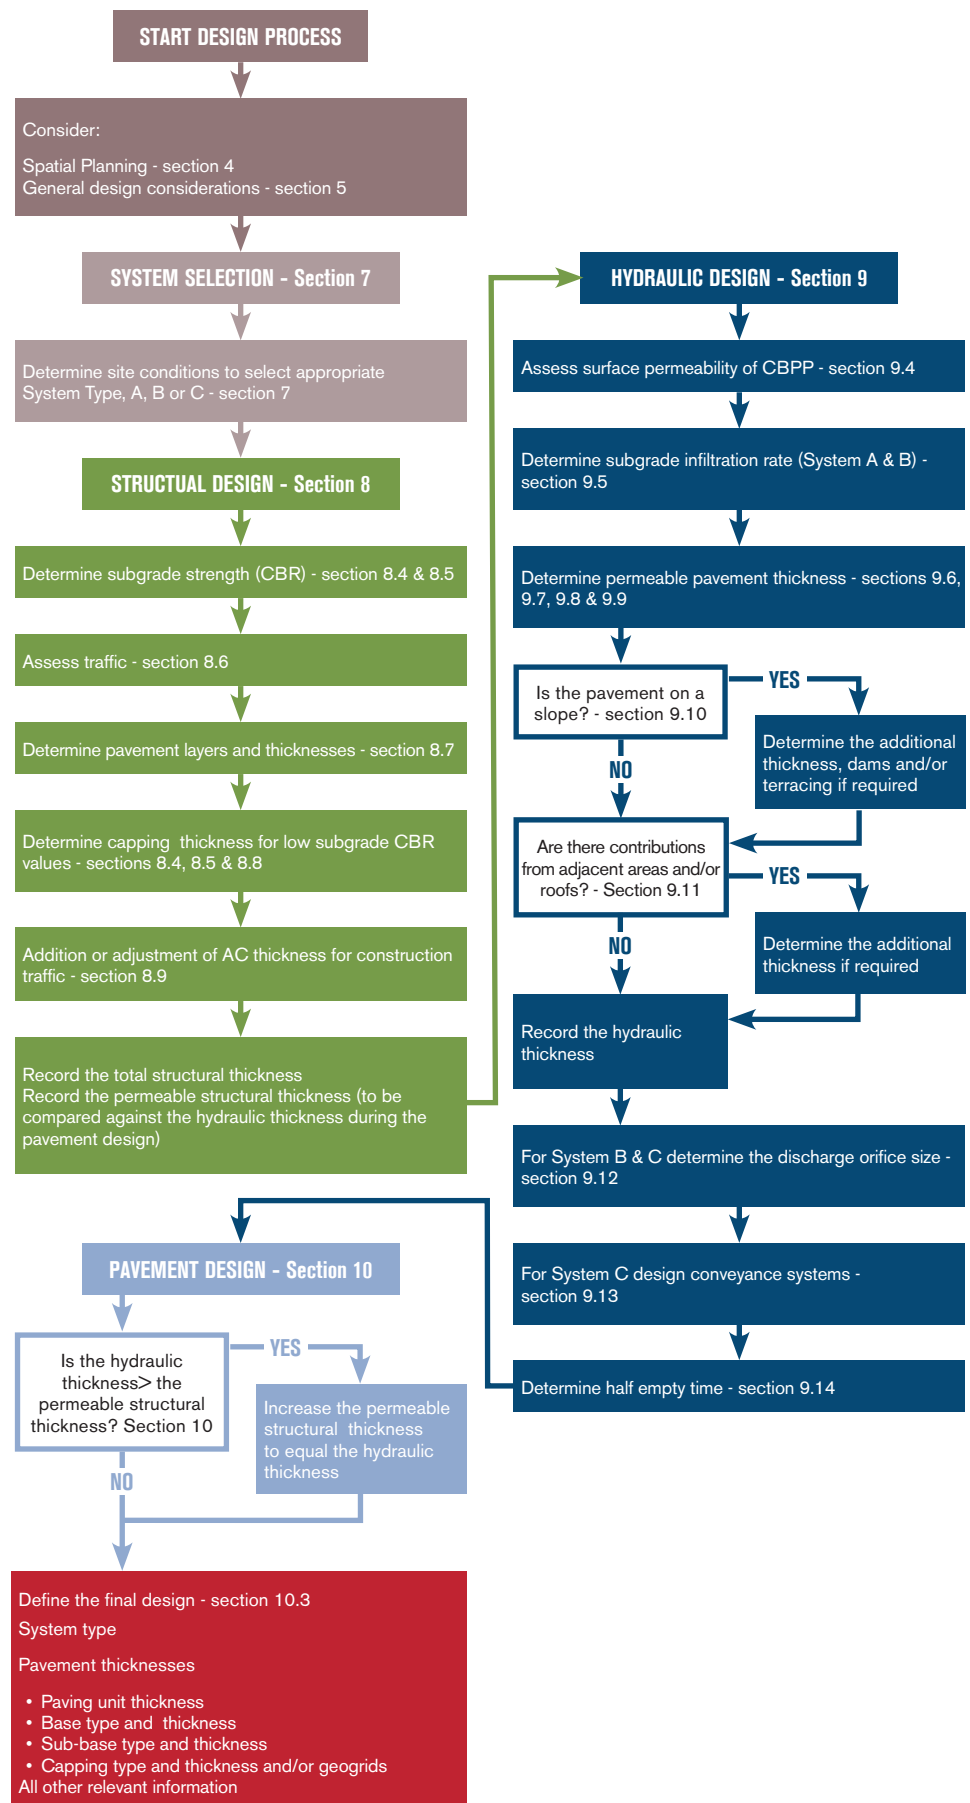 START DESIGN PROCESS
Consider:
Spatial Planning - section 4
General design considerations - section 5
SYSTEM SELECTION - Section 7
Determine site conditions to select appropriate
System Type, A, B or C - section 7
STRUCTUAL DESIGN - Section 8
Determine subgrade strength (CBR) - section 8.4 & 8.5
Assess traffic - section 8.6
Determine pavement layers and thicknesses - section 8.7
Determine capping thickness for low subgrade CBR
values - sections 8.4, 8.5 & 8.8
Addition or adjustment of AC thickness for construction
traffic - section 8.9
Record the total structural thickness
Record the permeable structural thickness (to be
compared against the hydraulic thickness during the
pavement design)
HYDRAULIC DESIGN - Section 9
Assess surface permeability of CBPP - section 9.4
Determine subgrade infiltration rate (System A & B) -
section 9.5
Determine permeable pavement thickness - sections 9.6,
9.7, 9.8 & 9.9
Is the pavement on a
slope? - section 9.10
YES
Determine the additional
thickness, dams and/or
terracing if required
NO
Are there contributions
from adjacent areas and/or
roofs? - Section 9.11
YES
Determine the additional
thickness if required
NO
Record the hydraulic
thickness
For System B & C determine the discharge orifice size -
section 9.12
For System C design conveyance systems -
section 9.13
Determine half empty time - section 9.14
PAVEMENT DESIGN - Section 10
Is the hydraulic
thickness> the
permeable structural
thickness? Section 10
YES
Increase the permeable
structural thickness
to equal the hydraulic
thickness
NO
Define the final design - section 10.3
System type
Pavement thicknesses
• Paving unit thickness
• Base type and thickness
• Sub-base type and thickness
• Capping type and thickness and/or geogrids
All other relevant information